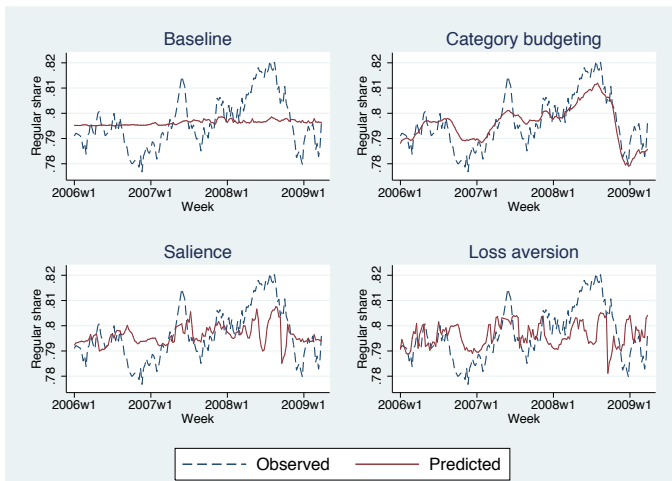 Baseline
Regular share
.78 .79 .8 .81 .82
2006w1 2007w1 2008w1 2009w1
Week
Category budgeting
Regular share
.78 .79 .8 .81 .82
2006w1 2007w1 2008w1 2009w1
Week
Salience
Regular share
.78 .79 .8 .81 .82
2006w1 2007w1 2008w1 2009w1
Week
Loss aversion
Regular share
.78 .79 .8 .81 .82
2006w1 2007w1 2008w1 2009w1
Week
Observed Predicted